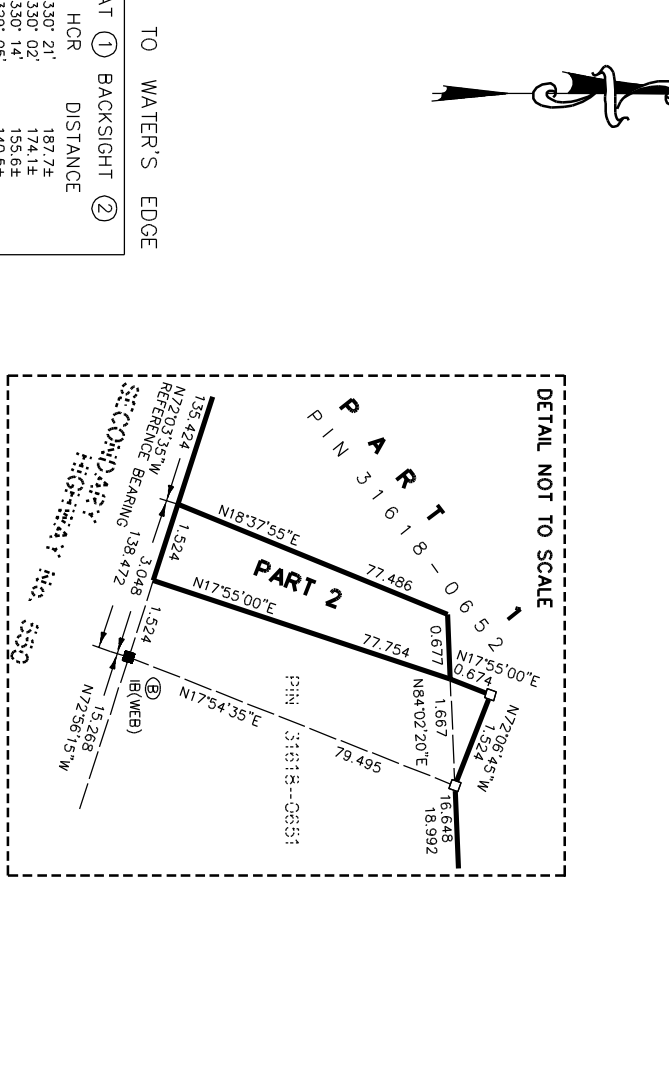 TO WATER'S EDGE
AT 1 BACKSIGHT 2
HCR DISTANCE
330° 21' 187.7±
330° 02' 174.1±
330° 14' 155.6±
DETAIL NOT TO SCALE
PART 1
PIN 31618-0652
N17°55'00"E
0.674
N72°06'45"W
1.524
0.677
1.667
N84°02'20"E
16.648
18.992
N18°37'55"E
77.486
PART 2
N17°55'00"E
77.754
PIN 31618-0651
N17°54'35"E
79.495
135.424
1.524
N72°03'35"W
REFERENCE BEARING
3.048
138.472
1.524
B
IB(WEB)
15.268
N72°56'15"W
SECONDARY
HIGHWAY NO